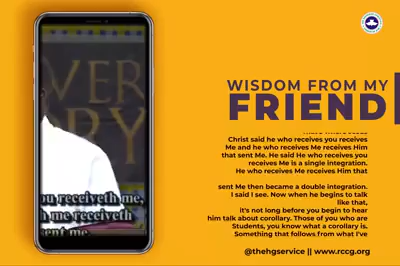 VER
RY
ou receiveth me,
h me receiveth
sent me.
WISDOM FROM MY
FRIEND
Christ said he who receives you receives
Me and he who receives Me receives Him
that sent Me. He said He who receives you
receives Me is a single integration.
He who receives Me receives Him that
sent Me then became a double integration.
I said I see. Now when he begins to talk
like that,
it's not long before you begin to hear
him talk about corollary. Those of you who are
Students, you know what a corollary is.
Something that follows from what I've
@thehgservice || www.rccg.org